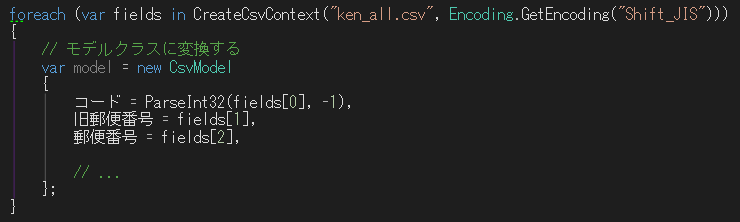 foreach (var fields in CreateCsvContext("ken_all.csv", Encoding.GetEncoding("Shift_JIS")))
{
    // モデルクラスに変換する
    var model = new CsvModel
    {
        コード = ParseInt32(fields[0], -1),
        旧郵便番号 = fields[1],
        郵便番号 = fields[2],

        // ...
    };
}